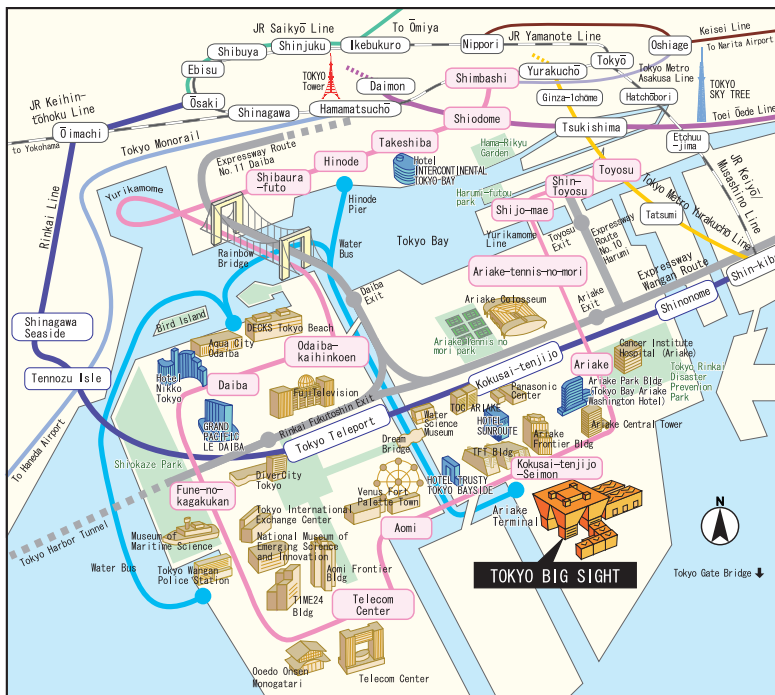 JR Saikyō Line
To Ōmiya
JR Yamanote Line
Keisei Line
To Narita Airport
Shibuya
Shinjuku
Ikebukuro
Nippori
Oshiage
Ebisu
TOKYO
Tower
Daimon
Shimbashi
Yurakuchō
Tōkyō
Tokyo Metro
Asakusa Line
TOKYO
SKY TREE
JR Keihin-
tōhoku Line
Ōsaki
Shinagawa
Hamamatsuchō
Ginza-Itchōme
Hatchōbori
Ōimachi
to Yokohama
Tokyo Monorail
Shiodome
Toei Ōede Line
Tsukishima
Etchuu
-jima
Expressway Route
No.11 Daiba
Takeshiba
Hinode
Hama-Rikyu
Garden
Shibaura
-futo
Hotel
INTERCONTINENTAL
TOKYO-BAY
Toyosu
Shin-
Toyosu
JR Keiyō/
Musashino Line
Rinkai Line
Yurikamome
Hinode
Pier
Harumi-futou
park
Shijo-mae
Tatsumi
Tokyo Metro Yurakucho Line
Rainbow
Bridge
Water
Bus
Tokyo Bay
Yurikamome
Line
Toyosu
Exit
Expressway
Route
No.10
Harumi
Expressway
Wangan Route
Shin-kiba
Daiba
Exit
Ariake-tennis-no-mori
Ariake Exit
Shinonome
Bird Island
DECKS Tokyo Beach
Ariake Colosseum
Shinagawa
Seaside
Aqua City
Odaiba
Odaiba-
kaihinkoen
Ariake Tennis no
mori park
Kokusai-tenjijo
Ariake
Cancer Institute
Hospital (Ariake)
Tokyo Rinkai
Disaster
Prevension
Park
Tennozu Isle
Hotel
Nikko
Tokyo
Daiba
FujiTelevision
Panasonic
Center
Ariake Park Bldg
(Tokyo Bay Ariake
Washington Hotel)
TOC ARIAKE
Water
Science
Museum
HOTEL
SUNROUTE
Ariake
Frontier Bldg
Ariake Central Tower
GRAND
PACIFIC
LE DAIBA
Rinkai Fukutoshin Exit
Tokyo Teleport
Dream
Bridge
TFT Bldg
Kokusai-tenjijo
-Seimon
To Haneda Airport
Shiokaze Park
DiverCity
Tokyo
HOTEL TRUSTY
TOKYO BAYSIDE
Fune-no-
kagakukan
Venus Fort
Palette Town
Tokyo International
Exchange Center
Aomi
Ariake
Terminal
N
Tokyo Harbor Tunnel
Museum of
Maritime Science
National Museum of
Emerging Science
and Innovation
Water Bus
Tokyo Wangan
Police Station
Aomi Frontier
Bldg
TOKYO BIG SIGHT
Tokyo Gate Bridge
TIME24
Bldg
Telecom
Center
Ooedo Onsen
Monogatari
Telecom Center